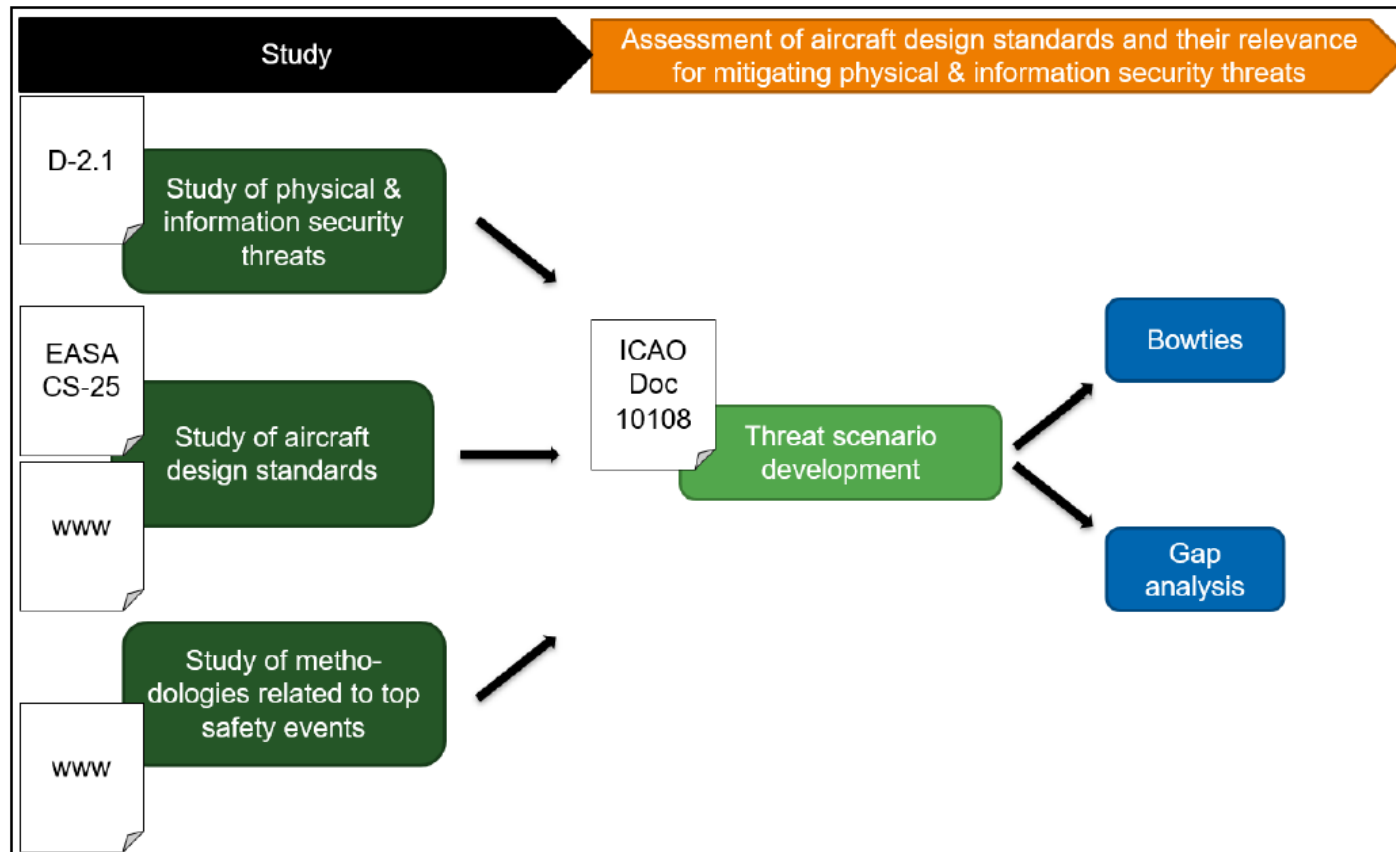 Study
Assessment of aircraft design standards and their relevance
for mitigating physical & information security threats
D-2.1
Study of physical &
information security
threats
EASA
CS-25
Study of aircraft
design standards
www
Study of metho-
dologies related to top
safety events
www
ICAO
Doc
10108
Threat scenario
development
Bowties
Gap
analysis